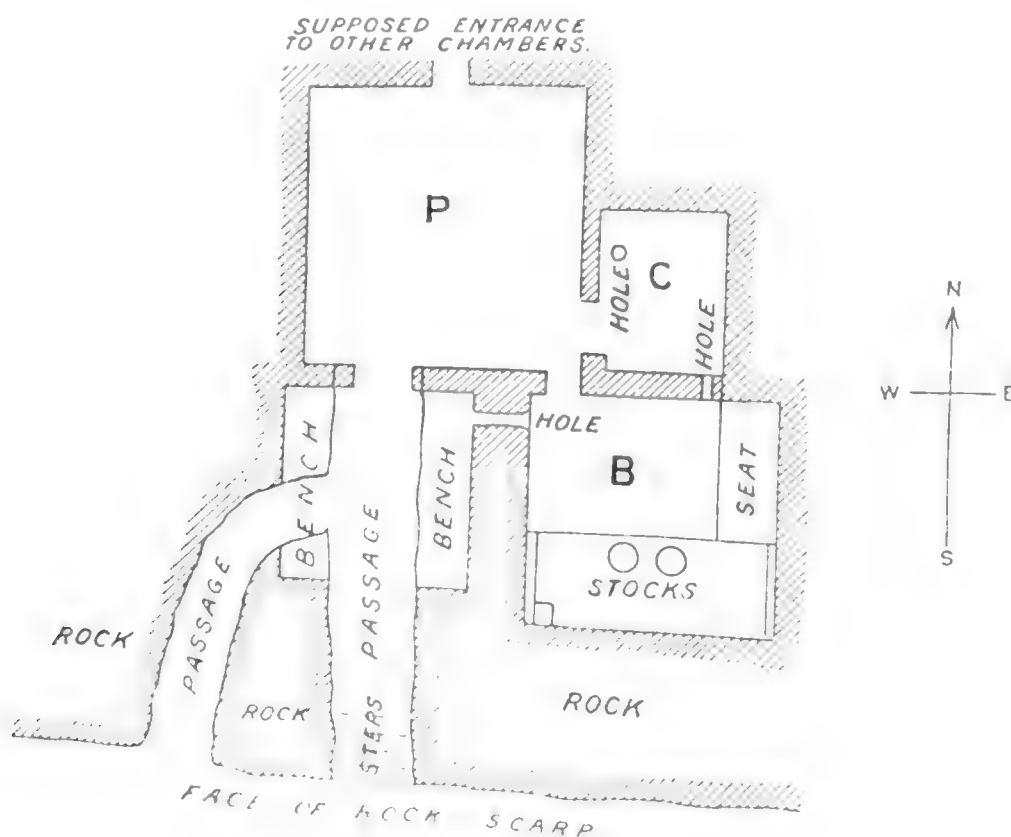 SUPPOSED ENTRANCE
TO OTHER CHAMBERS.
P
HOLE
C
HOLE
N
W
E
S
BENCH
BENCH
HOLE
B
SEAT
STOCKS
PASSAGE
STEPS PASSAGE
ROCK
ROCK
ROCK
FACE OF ROCK SCARP